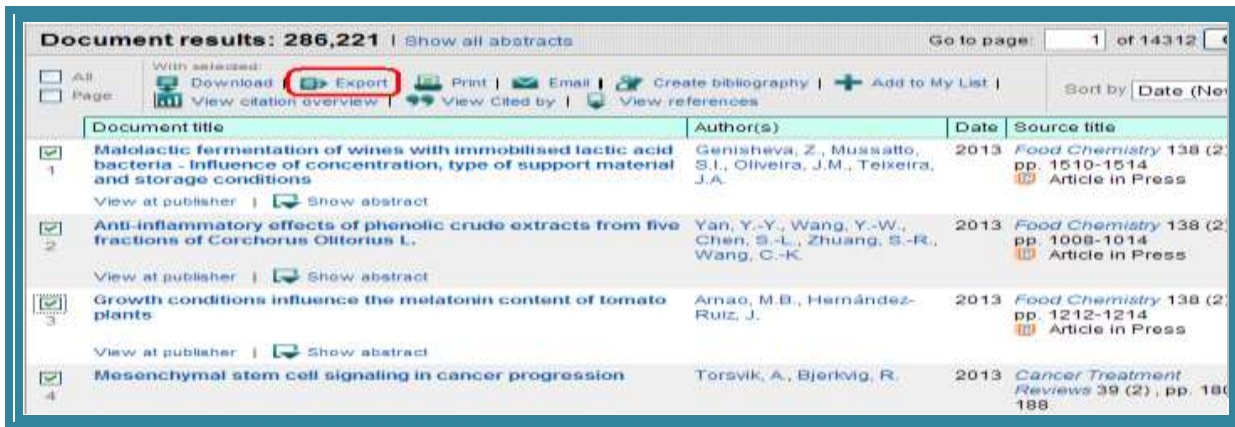 Document results: 286,221 | Show all abstracts Go to page: 1 of 14312
All
Page
With selected:
Download | Export | Print | Email | Create bibliography | Add to My List |
View citation overview | View Cited by | View references
Sort by Date (Ne
Document title Author(s) Date Source title
1 Malolactic fermentation of wines with immobilised lactic acid bacteria - Influence of concentration, type of support material and storage conditions
Genisheva, Z., Mussatto, S.I., Oliveira, J.M., Teixeira, J.A.
2013 Food Chemistry 138 (2)
pp. 1510-1514
Article in Press
View at publisher | Show abstract
2 Anti-inflammatory effects of phenolic crude extracts from five fractions of Corchorus Olitorius L.
Yan, Y.-Y., Wang, Y.-W., Chen, S.-L., Zhuang, S.-R., Wang, C.-K.
2013 Food Chemistry 138 (2)
pp. 1008-1014
Article in Press
View at publisher | Show abstract
3 Growth conditions influence the melatonin content of tomato plants
Arnao, M.B., Hernández-Ruiz, J.
2013 Food Chemistry 138 (2)
pp. 1212-1214
Article in Press
View at publisher | Show abstract
4 Mesenchymal stem cell signaling in cancer progression
Torsvik, A., Bjerkvig, R.
2013 Cancer Treatment
Reviews 39 (2) , pp. 180
188